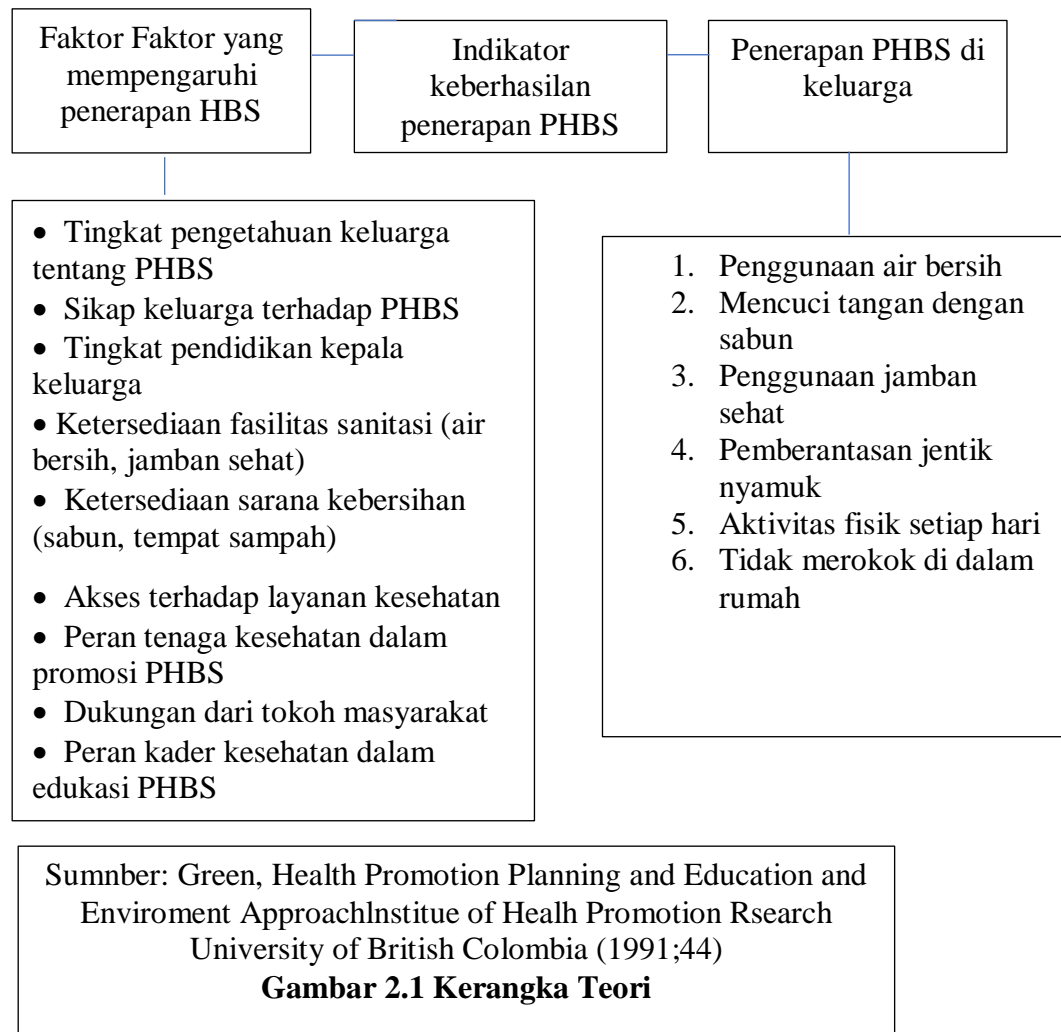 Faktor Faktor yang
mempengaruhi
penerapan HBS
Indikator
keberhasilan
penerapan PHBS
Penerapan PHBS di
keluarga
• Tingkat pengetahuan keluarga
tentang PHBS
• Sikap keluarga terhadap PHBS
• Tingkat pendidikan kepala
keluarga
• Ketersediaan fasilitas sanitasi (air
bersih, jamban sehat)
• Ketersediaan sarana kebersihan
(sabun, tempat sampah)
• Akses terhadap layanan kesehatan
• Peran tenaga kesehatan dalam
promosi PHBS
• Dukungan dari tokoh masyarakat
• Peran kader kesehatan dalam
edukasi PHBS
1. Penggunaan air bersih
2. Mencuci tangan dengan
sabun
3. Penggunaan jamban
sehat
4. Pemberantasan jentik
nyamuk
5. Aktivitas fisik setiap hari
6. Tidak merokok di dalam
rumah
Sumnber: Green, Health Promotion Planning and Education and
Enviroment Approachlnstitue of Healh Promotion Rsearch
University of British Colombia (1991;44)
Gambar 2.1 Kerangka Teori